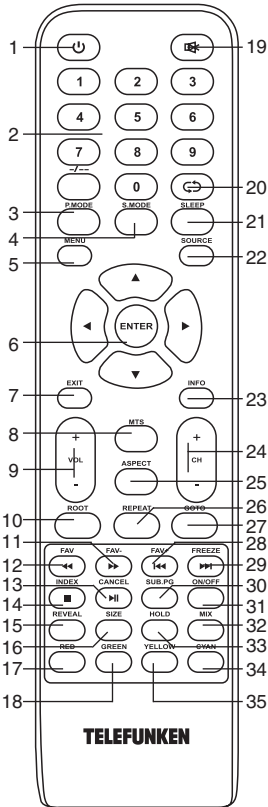 1 19
1 2 3
2
4 5 6
7 8 9
-/--
0
20
3 P.MODE S.MODE SLEEP 21
4
5 MENU SOURCE 22
6 ENTER
7 EXIT INFO 23
8 MTS
+ +
9 VOL CH 24
- -
ASPECT 25
10 ROOT REPEAT GOTO 26
27
11 28
12 FAV FAV- FAV+ FREEZE 29
13 30
14 INDEX CANCEL SUB.PG ON/OFF 31
15 REVEAL SIZE HOLD MIX 32
16 33
17 RED GREEN YELLOW CYAN 34
18 35
TELEFUNKEN